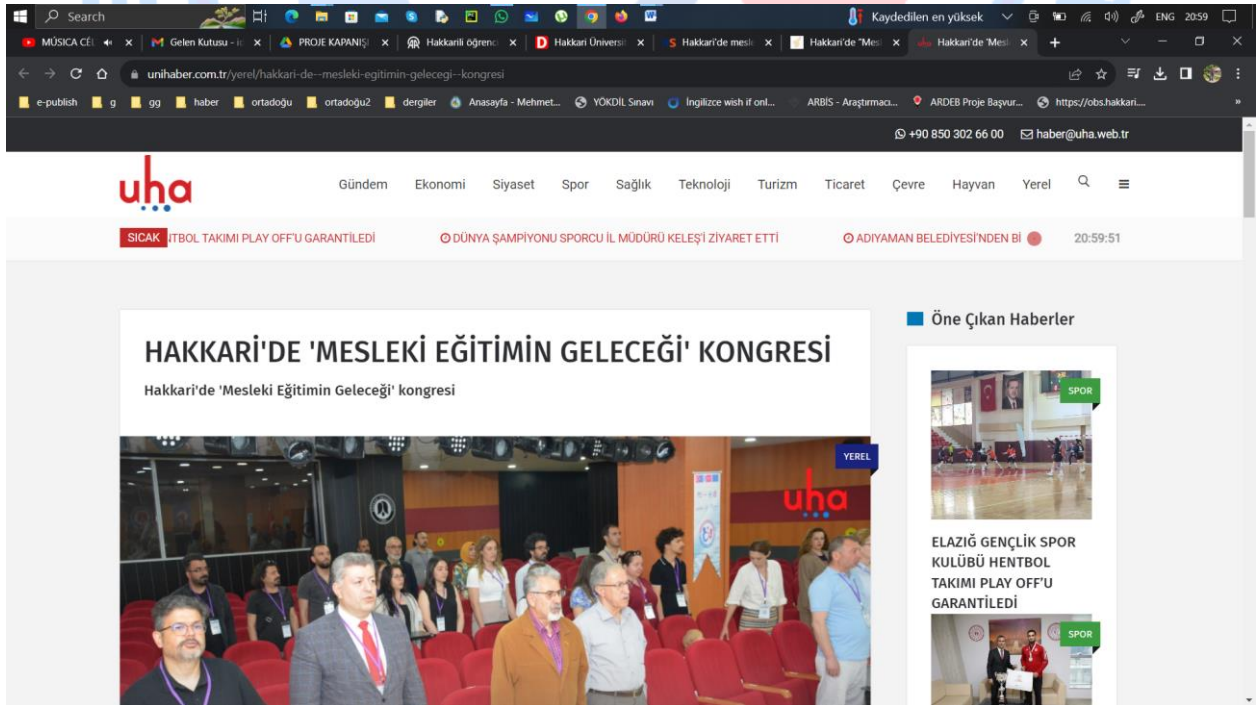 Search
Kaydedilen en yüksek
ENG 20:59
MÚSICA CÉL
Gelen Kutusu - ic
PROJE KAPANIŞI
Hakkarili öğrenc
Hakkari Üniversi
Hakkari'de mesle
Hakkari'de "Mesl
Hakkari'de 'Mesl
unihaber.com.tr/yerel/hakkari-de--mesleki-egitimin-gelecegi--kongresi
e-publish
g
gg
haber
ortadoğu
ortadoğu2
dergiler
Anasayfa - Mehmet...
YÖKDİL Sınavı
İngilizce wish if onl...
ARBİS - Araştırmacı...
ARDEB Proje Başvur...
https://obs.hakkari....
»
+90 850 302 66 00
haber@uha.web.tr
uha
Gündem Ekonomi Siyaset Spor Sağlık Teknoloji Turizm Ticaret Çevre Hayvan Yerel
SICAK
TBOL TAKIMI PLAY OFF'U GARANTİLEDİ
DÜNYA ŞAMPİYONU SPORCU İL MÜDÜRÜ KELEŞ'İ ZİYARET ETTİ
ADIYAMAN BELEDİYESİ'NDEN Bİ
20:59:51
HAKKARİ'DE 'MESLEKİ EĞİTİMİN GELECEĞİ' KONGRESİ
Hakkari'de 'Mesleki Eğitimin Geleceği' kongresi
YEREL
uha
Öne Çıkan Haberler
SPOR
ELAZIĞ GENÇLİK SPOR
KULÜBÜ HENTBOL
TAKIMI PLAY OFF'U
GARANTİLEDİ
SPOR